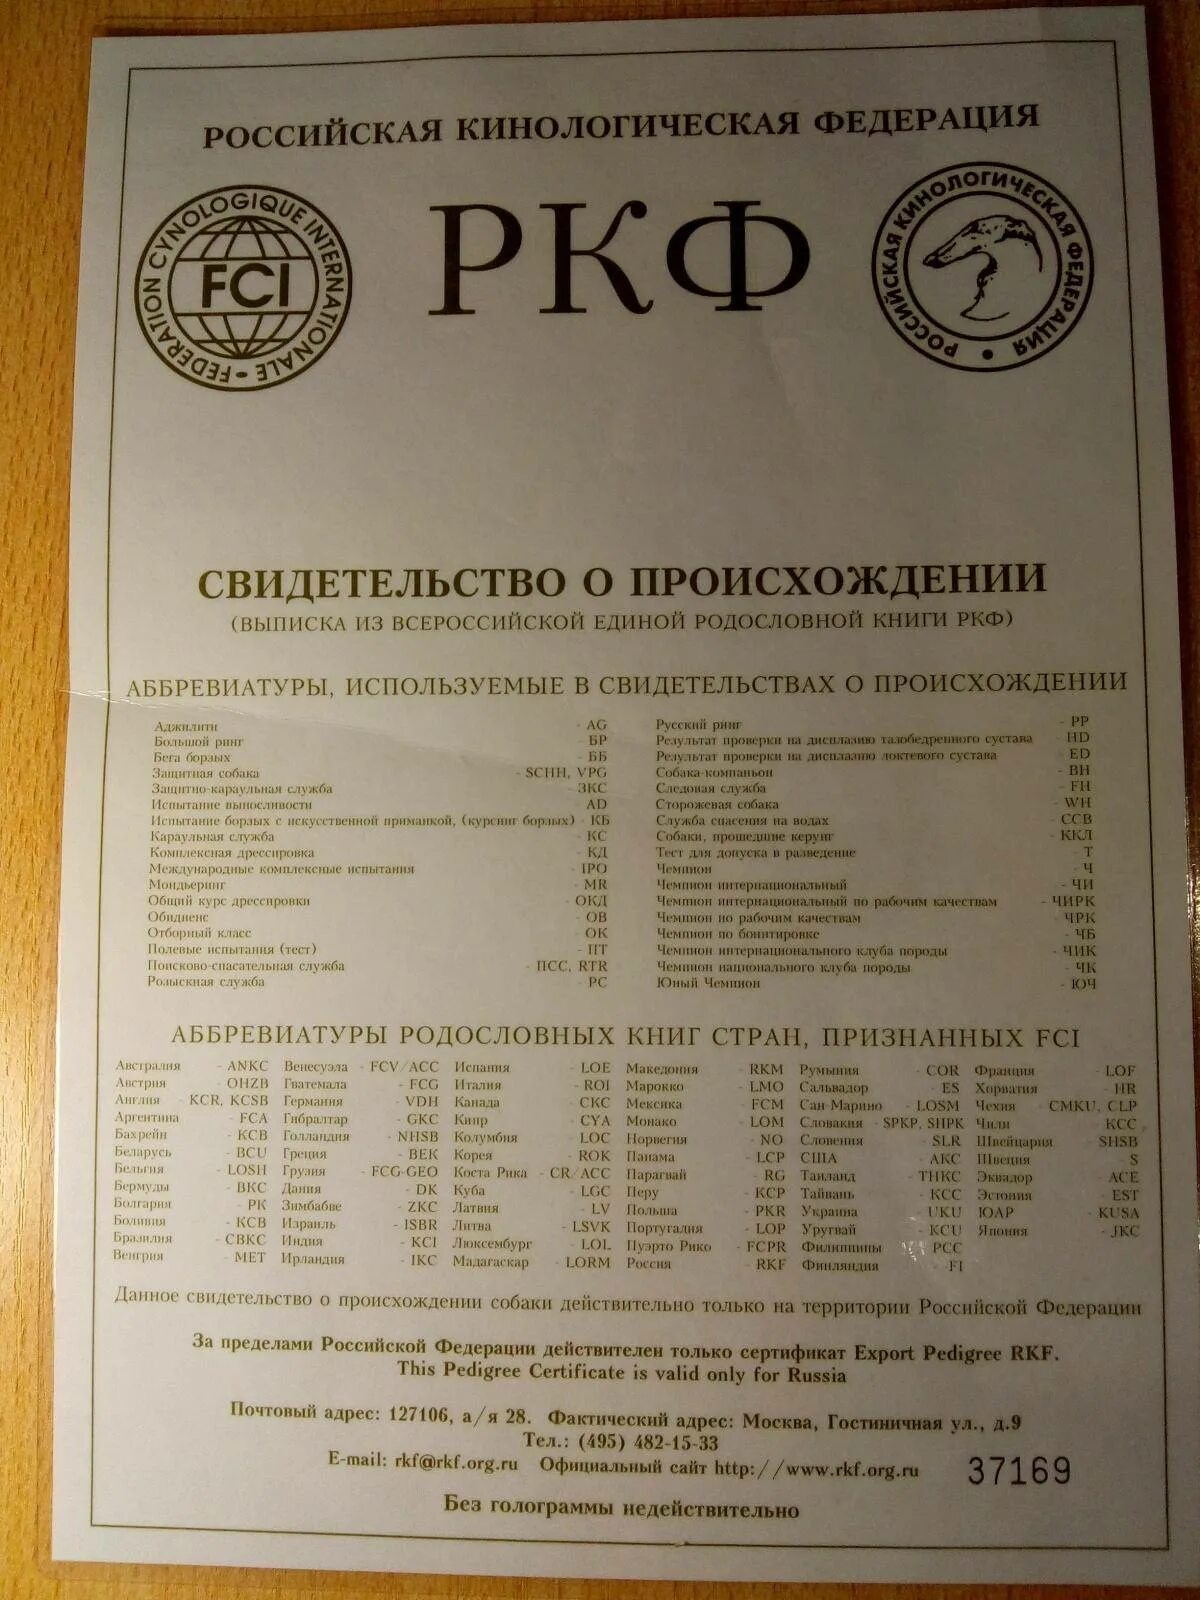 РОССИЙСКАЯ КИНОЛОГИЧЕСКАЯ ФЕДЕРАЦИЯ
FEDERATION CYNOLOGIQUE INTERNATIONALE -
FCI
РКФ
РОССИЙСКАЯ КИНОЛОГИЧЕСКАЯ ФЕДЕРАЦИЯ •
СВИДЕТЕЛЬСТВО О ПРОИСХОЖДЕНИИ
(ВЫПИСКА ИЗ ВСЕРОССИЙСКОЙ ЕДИНОЙ РОДОСЛОВНОЙ КНИГИ РКФ)
АББРЕВИАТУРЫ, ИСПОЛЬЗУЕМЫЕ В СВИДЕТЕЛЬСТВАХ О ПРОИСХОЖДЕНИИ
Аджилити - AG
Большой ринг - БР
Бега борзых - ББ
Защитная собака - SCHH, VPG
Защитно-караульная служба - ЗКС
Испытание выносливости - AD
Испытание борзых с искусственной приманкой, (курсинг борзых) - КБ
Караульная служба - КС
Комплексная дрессировка - КД
Международные комплексные испытания - IPO
Мондьоринг - MR
Общий курс дрессировки - ОКД
Обидиенс - OB
Отборный класс - ОК
Полевые испытания (тест) - ПТ
Поисково-спасательная служба - ПСС, RTR
Розыскная служба - РС
Русский ринг - РР
Результат проверки на дисплазию тазобедренного сустава - HD
Результат проверки на дисплазию локтевого сустава - ED
Собака-компаньон - BH
Следовая служба - FH
Сторожевая собака - WH
Служба спасения на водах - ССВ
Собаки, прошедшие керунг - ККЛ
Тест для допуска в разведение - Т
Чемпион - Ч
Чемпион интернациональный - ЧИ
Чемпион интернациональный по рабочим качествам - ЧИРК
Чемпион по рабочим качествам - ЧРК
Чемпион по бонитировке - ЧБ
Чемпион интернационального клуба породы - ЧИК
Чемпион национального клуба породы - ЧК
Юный Чемпион - ЮЧ
АББРЕВИАТУРЫ РОДОСЛОВНЫХ КНИГ СТРАН, ПРИЗНАННЫХ FCI
Австралия - ANKC
Австрия - OHZB
Англия - KCR, KCSB
Аргентина - FCA
Бахрейн - KCB
Беларусь - BCU
Бельгия - LOSH
Бермуды - BKC
Болгария - РК
Боливия - KCB
Бразилия - CBKC
Венгрия - MET
Венесуэла - FCV/ACC
Гватемала - FCG
Германия - VDH
Гибралтар - GKC
Голландия - NHSB
Греция - BEK
Грузия - FCG-GEO
Дания - DK
Зимбабве - ZKC
Израиль - ISBR
Индия - KCI
Ирландия - IKC
Испания - LOE
Италия - ROI
Канада - CKC
Кипр - CYA
Колумбия - LOC
Корея - ROK
Коста Рика - CR/ACC
Куба - LGC
Латвия - LV
Литва - LSVK
Люксембург - LOL
Мадагаскар - LORM
Македония - RKM
Марокко - LMO
Мексика - FCM
Монако - LOM
Норвегия - NO
Панама - LCP
Парагвай - RG
Перу - KCP
Польша - PKR
Португалия - LOP
Пуэрто Рико - FCPR
Россия - RKF
Румыния - COR
Сальвадор - ES
Сан-Марино - LOSM
Словакия - SPKP, SHPK
Словения - SLR
США - AKC
Таиланд - THKC
Тайвань - KCC
Украина - UKU
Уругвай - KCU
Филиппины PCC
Финляндия - FI
Франция - LOF
Хорватия - HR
Чехия - CMKU, CLP
Чили - KCC
Швейцария - SHSB
Швеция - S
Эквадор - ACE
Эстония - EST
ЮАР - KUSA
Япония - JKC
Данное свидетельство о происхождении собаки действительно только на территории Российской Федерации
За пределами Российской Федерации действителен только сертификат Export Pedigree RKF.
This Pedigree Certificate is valid only for Russia
Почтовый адрес: 127106, а/я 28. Фактический адрес: Москва, Гостиничная ул., д.9
Тел.: (495) 482-15-33
E-mail: rkf@rkf.org.ru Официальный сайт http://www.rkf.org.ru
37169
Без голограммы недействительно